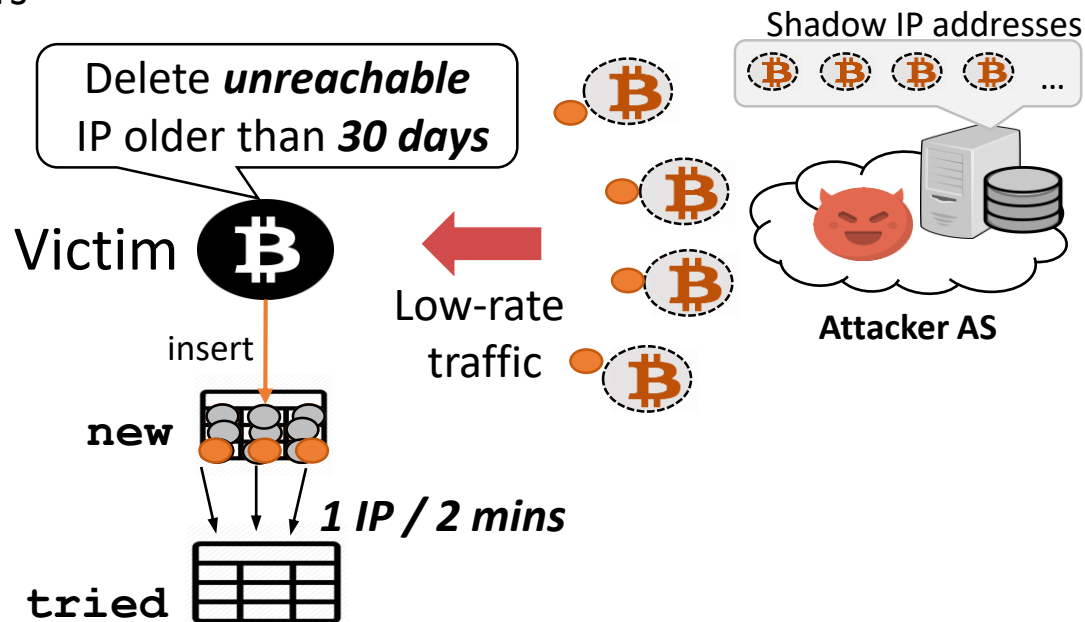 Shadow IP addresses
...
Delete unreachable
IP older than 30 days
Victim
Low-rate
traffic
Attacker AS
insert
new
1 IP / 2 mins
tried